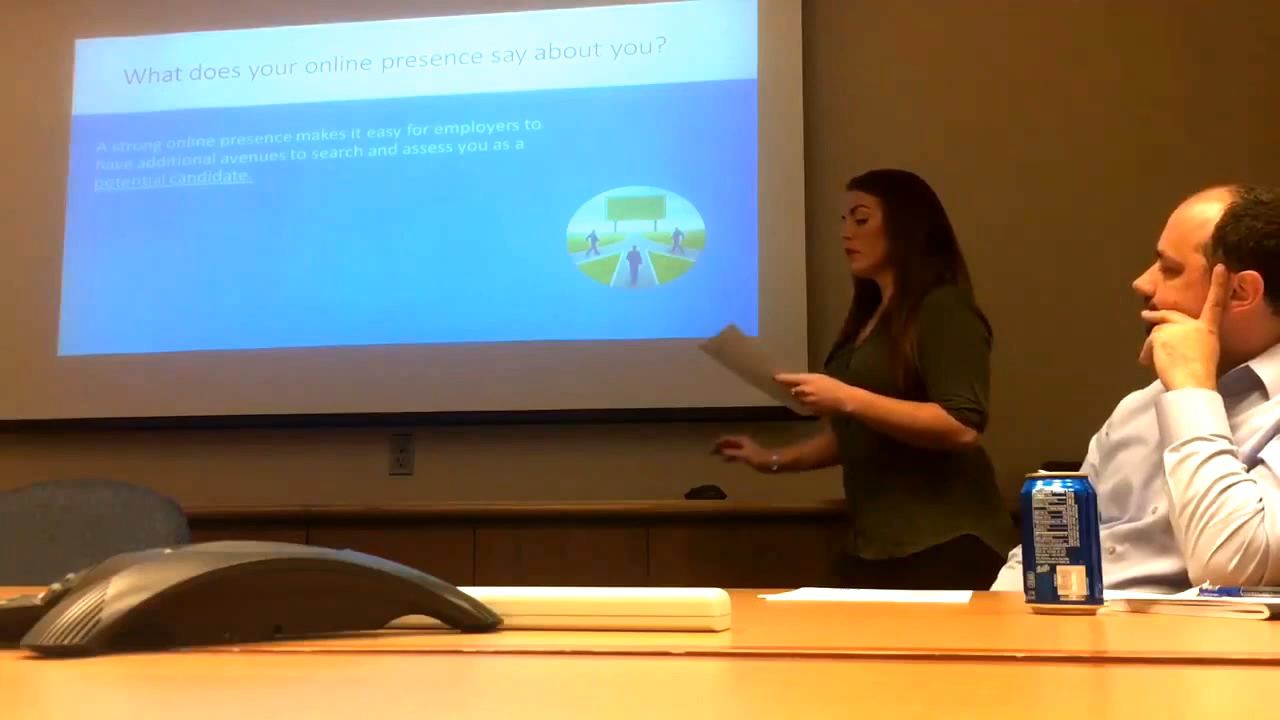 What does your online presence say about you?
A strong online presence makes it easy for employers to
have additional avenues to search and assess you as a
potential candidate.